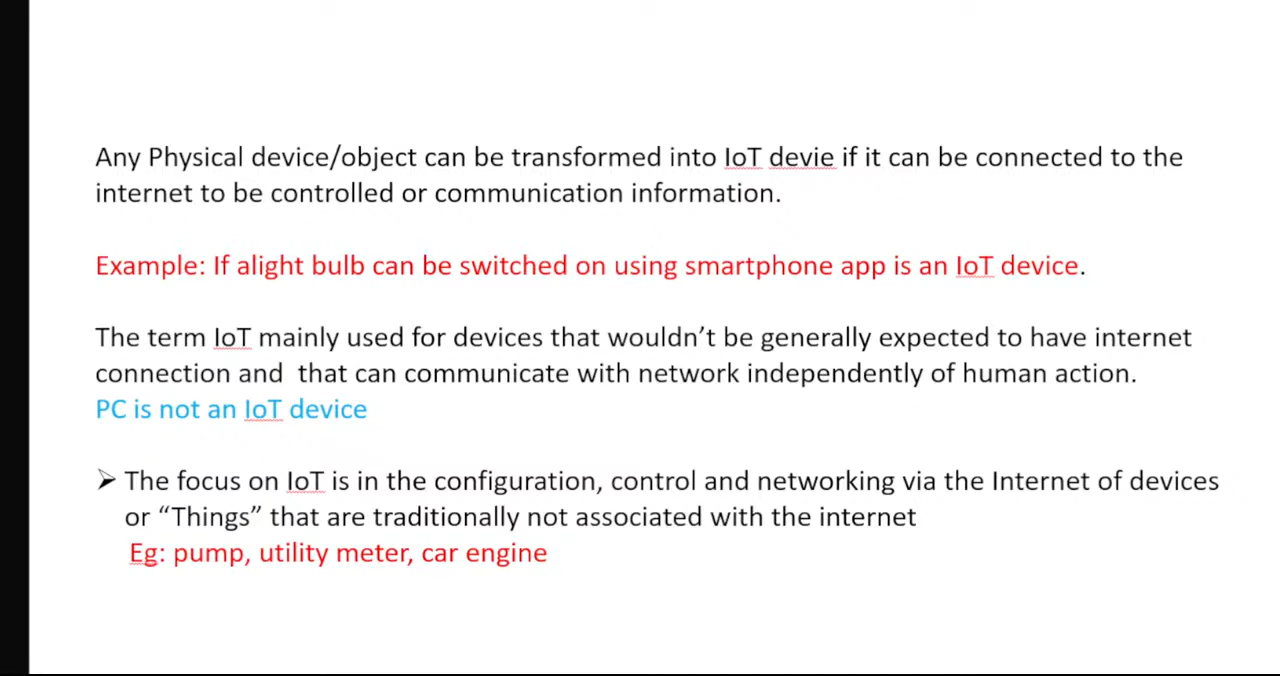 Any Physical device/object can be transformed into IoT devie if it can be connected to the
internet to be controlled or communication information.
Example: If alight bulb can be switched on using smartphone app is an IoT device.
The term IoT mainly used for devices that wouldn’t be generally expected to have internet
connection and  that can communicate with network independently of human action.
PC is not an IoT device
➢ The focus on IoT is in the configuration, control and networking via the Internet of devices
or “Things” that are traditionally not associated with the internet
Eg: pump, utility meter, car engine